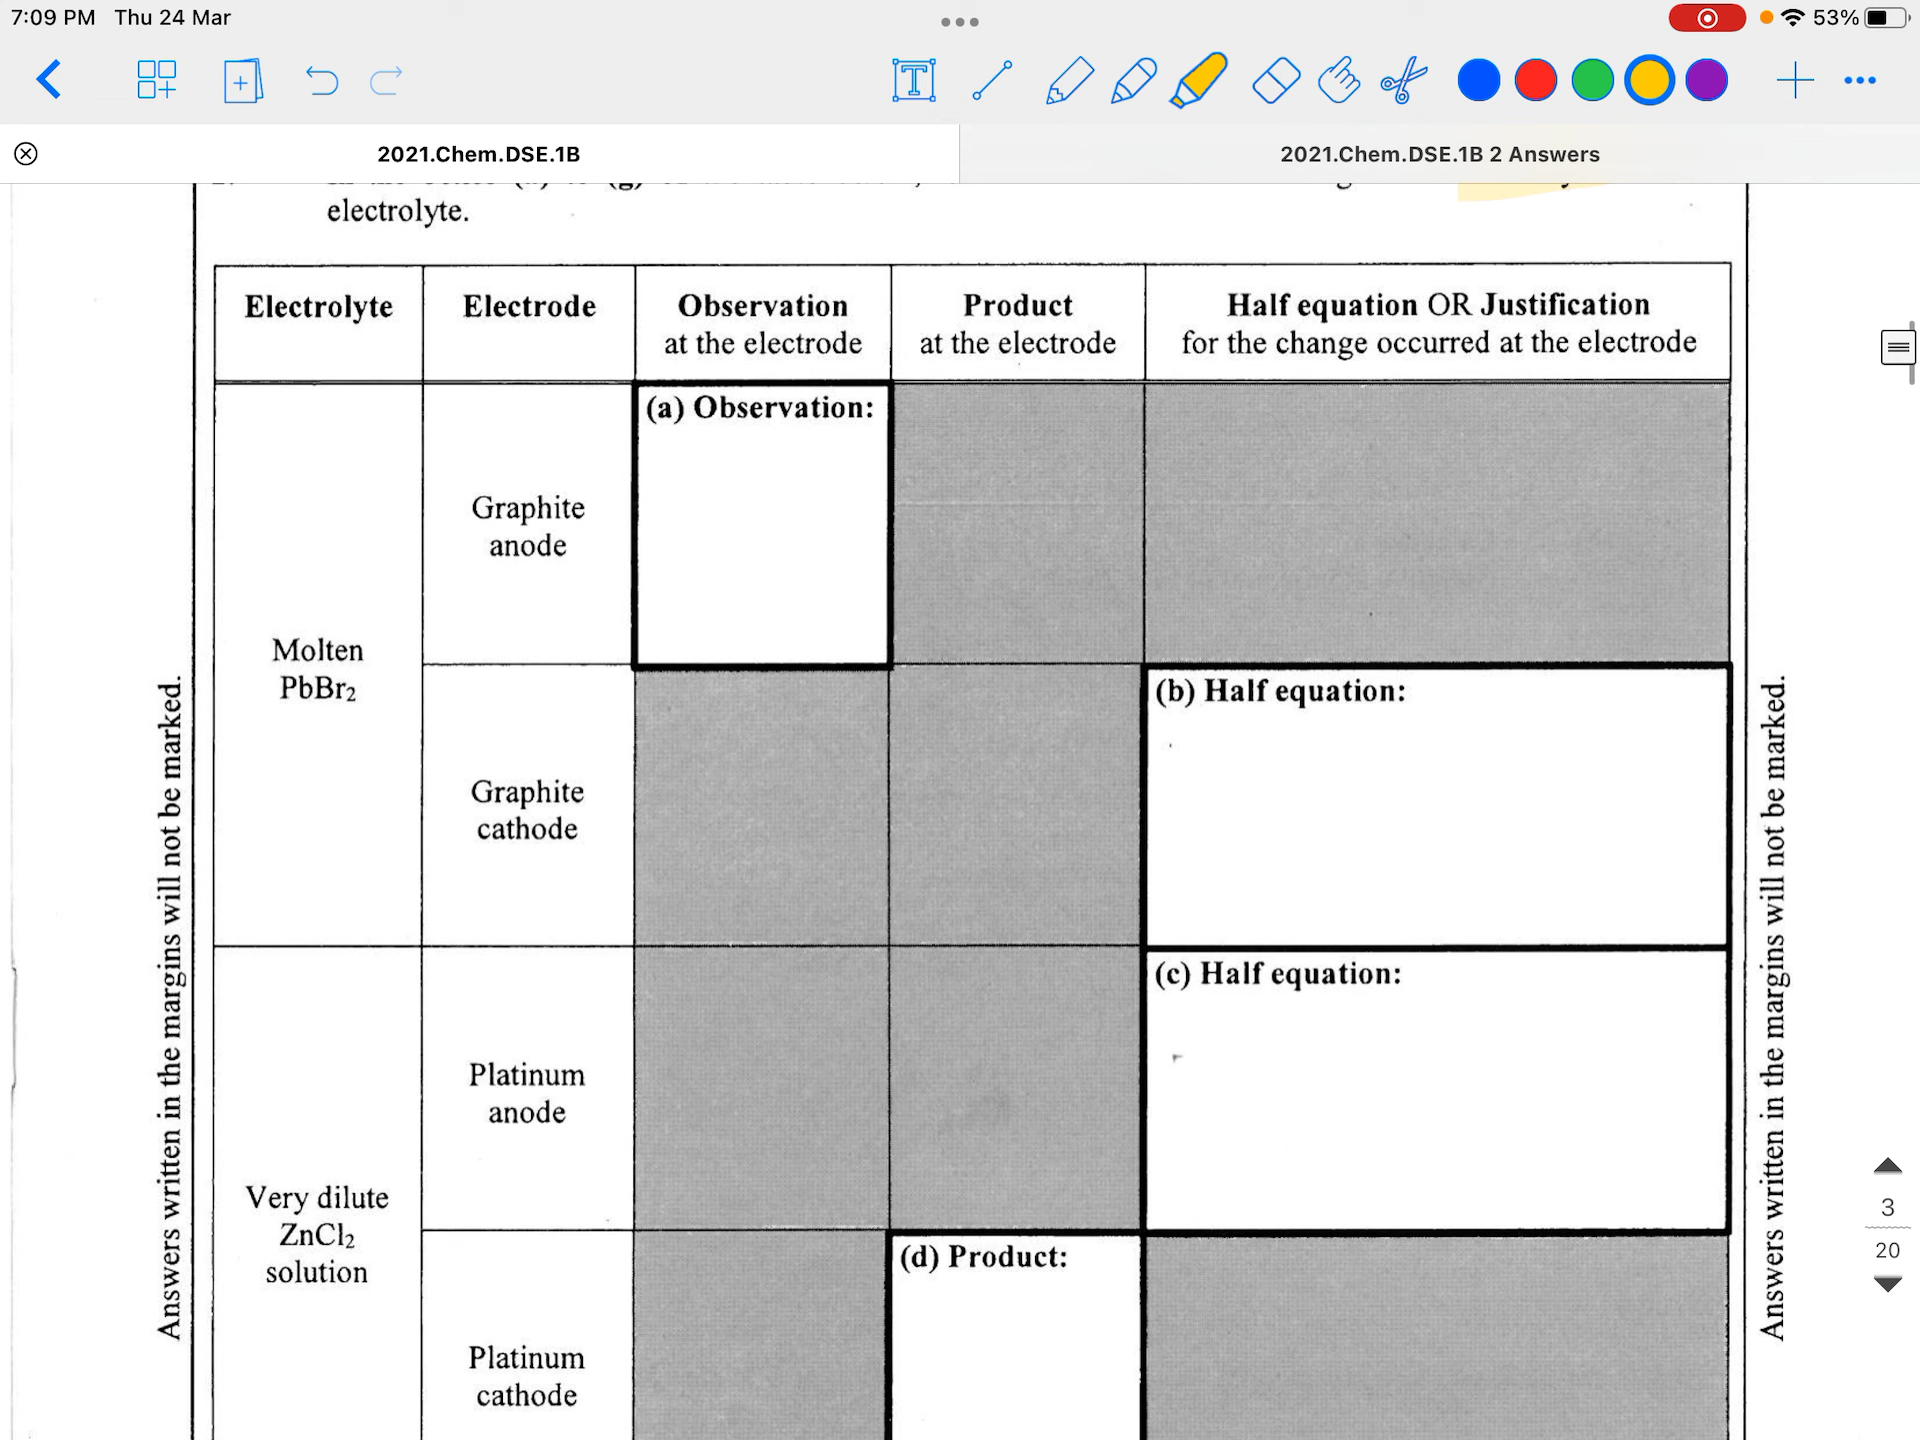 7:09 PM Thu 24 Mar
53%
T
2021.Chem.DSE.1B
2021.Chem.DSE.1B 2 Answers
electrolyte.
Electrolyte
Electrode
Observation
at the electrode
Product
at the electrode
Half equation OR Justification
for the change occurred at the electrode
Molten
PbBr₂
Graphite
anode
(a) Observation:
Graphite
cathode
(b) Half equation:
Very dilute
ZnCl₂
solution
Platinum
anode
(c) Half equation:
Platinum
cathode
(d) Product:
Answers written in the margins will not be marked.
Answers written in the margins will not be marked.
3
20